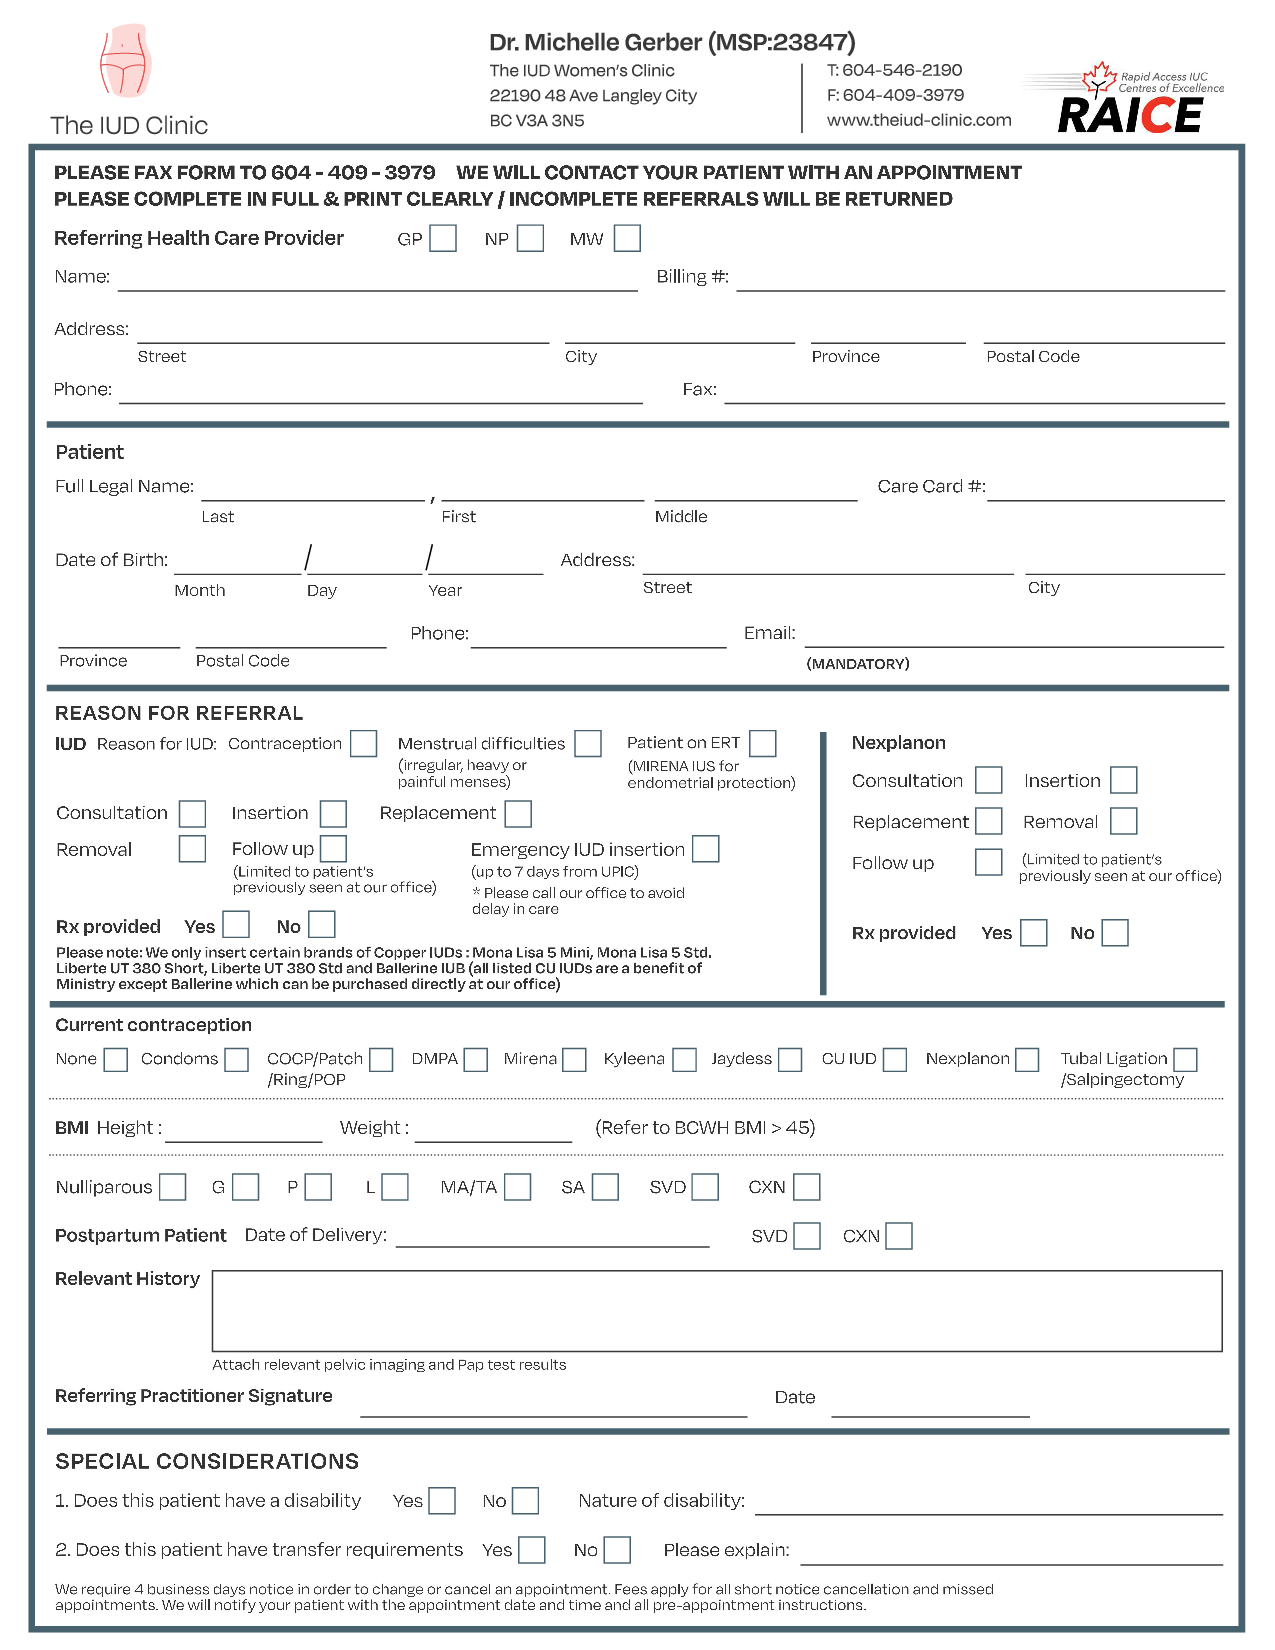 The IUD Clinic
Dr. Michelle Gerber (MSP:23847)
The IUD Women's Clinic
22190 48 Ave Langley City
BC V3A 3N5
T: 604-546-2190
F: 604-409-3979
www.theiud-clinic.com
Rapid Access IUC
Centres of Excellence
RAICE
PLEASE FAX FORM TO 604 - 409 - 3979 WE WILL CONTACT YOUR PATIENT WITH AN APPOINTMENT
PLEASE COMPLETE IN FULL & PRINT CLEARLY / INCOMPLETE REFERRALS WILL BE RETURNED
Referring Health Care Provider GP NP MW
Name: Billing #:
Address:
Street City Province Postal Code
Phone: Fax:
Patient
Full Legal Name: , Care Card #:
Last First Middle
Date of Birth: / / Address:
Month Day Year Street City
Phone: Email:
Province Postal Code (MANDATORY)
REASON FOR REFERRAL
IUD Reason for IUD: Contraception Menstrual difficulties Patient on ERT
(irregular, heavy or painful menses) (MIRENA IUS for endometrial protection)
Consultation Insertion Replacement
Removal Follow up Emergency IUD insertion
(Limited to patient's (up to 7 days from UPIC)
previously seen at our office) * Please call our office to avoid
delay in care
Rx provided Yes No
Please note: We only insert certain brands of Copper IUDs : Mona Lisa 5 Mini, Mona Lisa 5 Std.
Liberte UT 380 Short, Liberte UT 380 Std and Ballerine IUB (all listed CU IUDs are a benefit of
Ministry except Ballerine which can be purchased directly at our office)
Nexplanon
Consultation Insertion
Replacement Removal
Follow up (Limited to patient's
previously seen at our office)
Rx provided Yes No
Current contraception
None Condoms COCP/Patch DMPA Mirena Kyleena Jaydess CU IUD Nexplanon Tubal Ligation
/Ring/POP /Salpingectomy
BMI Height : Weight : (Refer to BCWH BMI > 45)
Nulliparous G P L MA/TA SA SVD CXN
Postpartum Patient Date of Delivery: SVD CXN
Relevant History
Attach relevant pelvic imaging and Pap test results
Referring Practitioner Signature Date
SPECIAL CONSIDERATIONS
1. Does this patient have a disability Yes No Nature of disability:
2. Does this patient have transfer requirements Yes No Please explain:
We require 4 business days notice in order to change or cancel an appointment. Fees apply for all short notice cancellation and missed
appointments. We will notify your patient with the appointment date and time and all pre-appointment instructions.